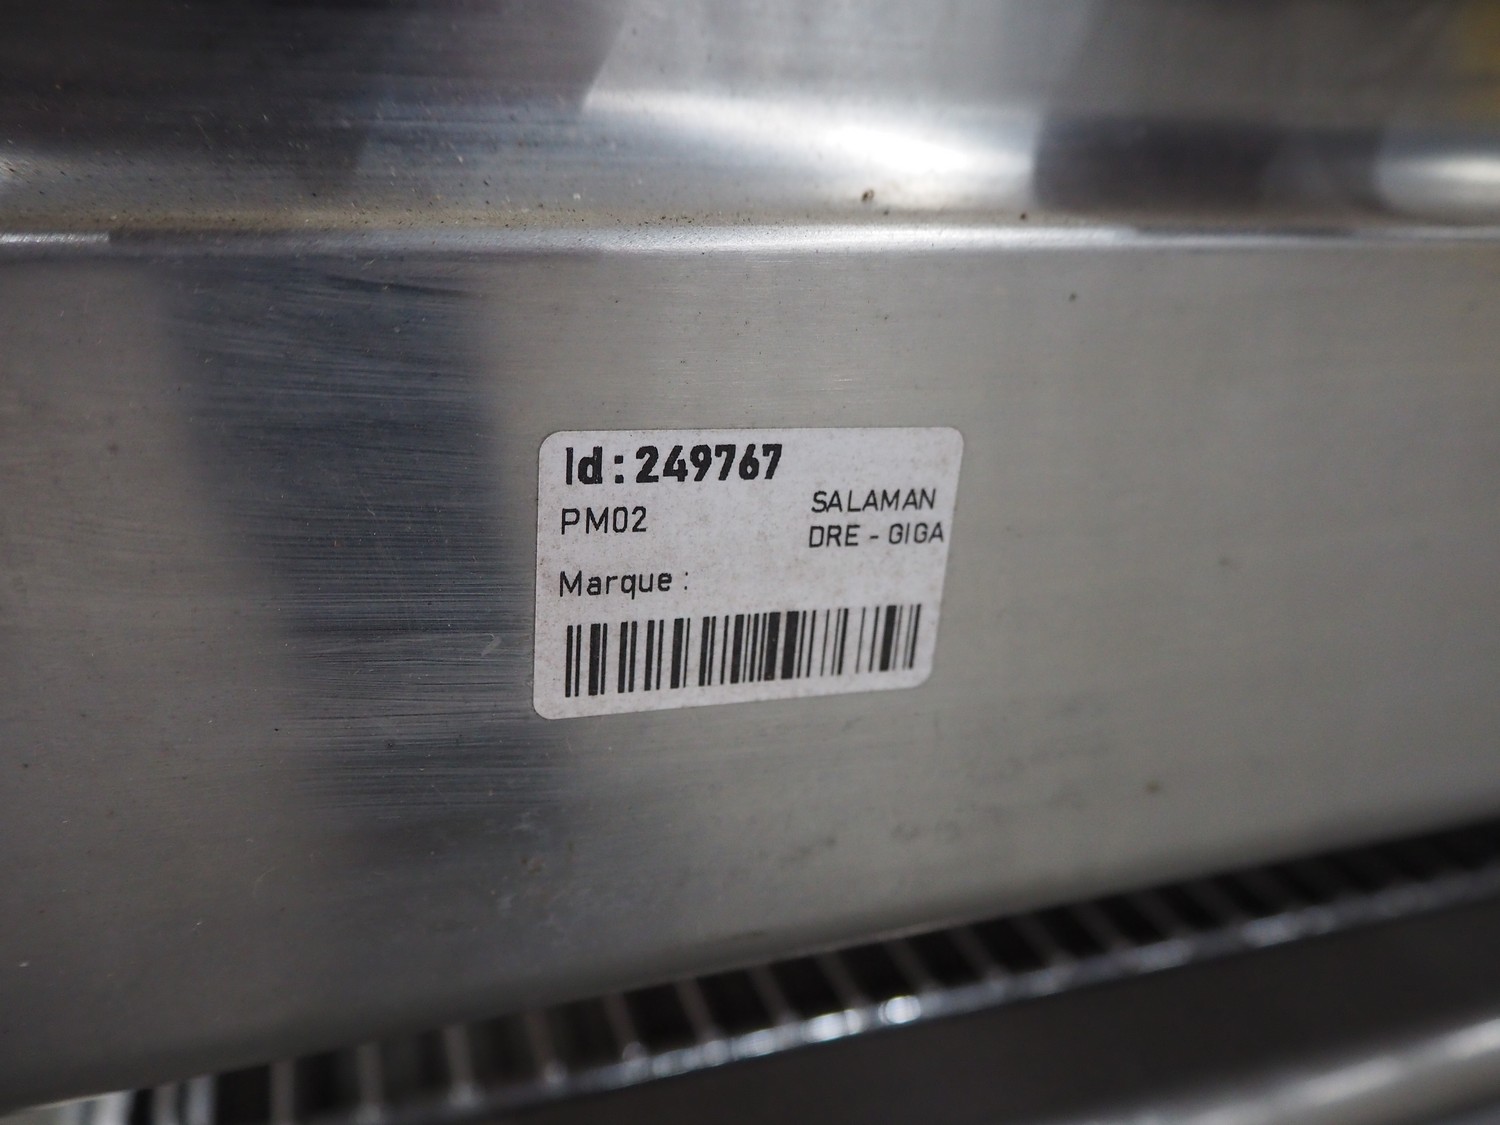 Id:249767
PM02
SALAMAN
DRE - GIGA
Marque :